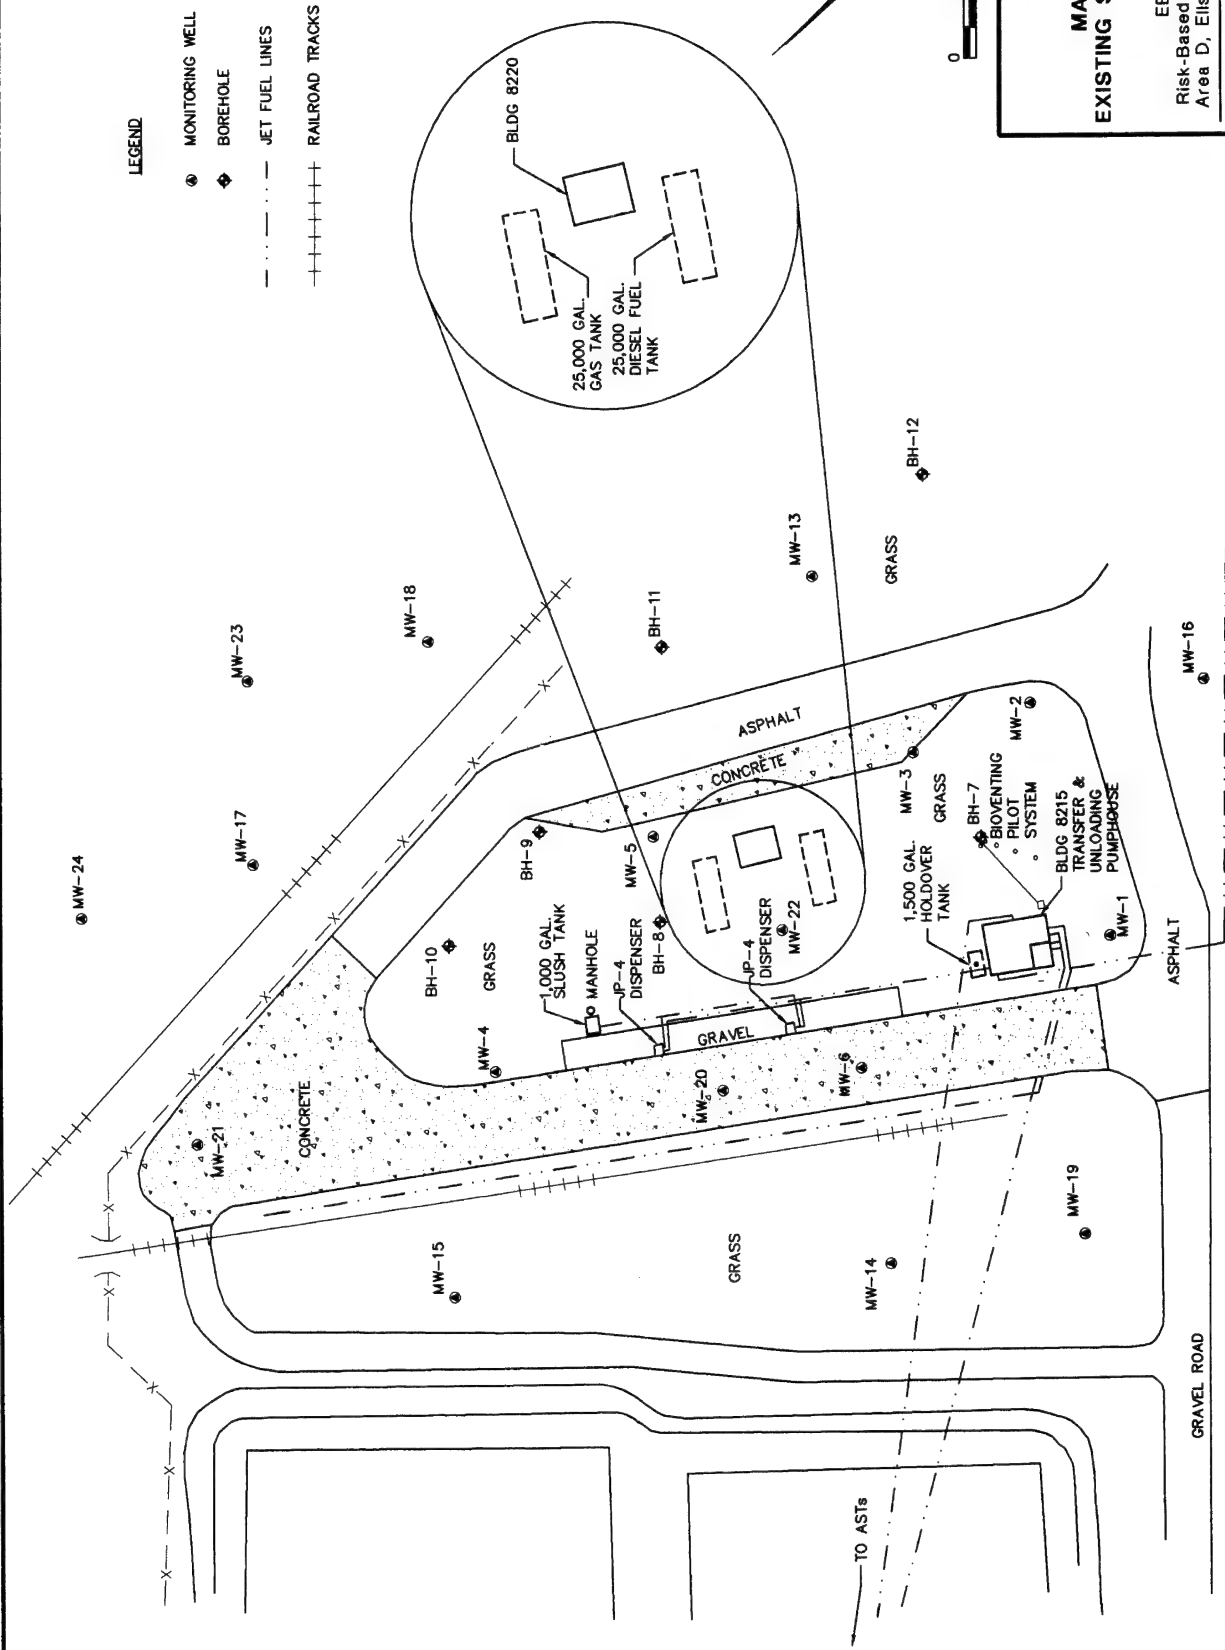 LEGEND
MONITORING WELL
BOREHOLE
JET FUEL LINES
RAILROAD TRACKS
BLDG 8220
25,000 GAL.
GAS TANK
25,000 GAL.
DIESEL FUEL
TANK
MW-24
MW-23
MW-17
MW-18
BH-11
MW-13
BH-12
GRASS
MW-16
ASPHALT
CONCRETE
BH-9
MW-5
MW-3
GRASS
MW-2
BH-7
BIOVENTING
PILOT
SYSTEM
BLDG 8215
TRANSFER &
UNLOADING
PUMPHOUSE
1,500 GAL.
HOLDOVER
TANK
MW-1
ASPHALT
BH-10
GRASS
1,000 GAL.
SLUSH TANK
MANHOLE
JP-4
DISPENSER
BH-8
JP-4
DISPENSER
MW-22
MW-4
GRAVEL
MW-20
MW-6
MW-21
CONCRETE
MW-15
GRASS
MW-14
MW-19
GRAVEL ROAD
TO ASTs
0
MA
EXISTING S
Risk-Based
Area D, Ells